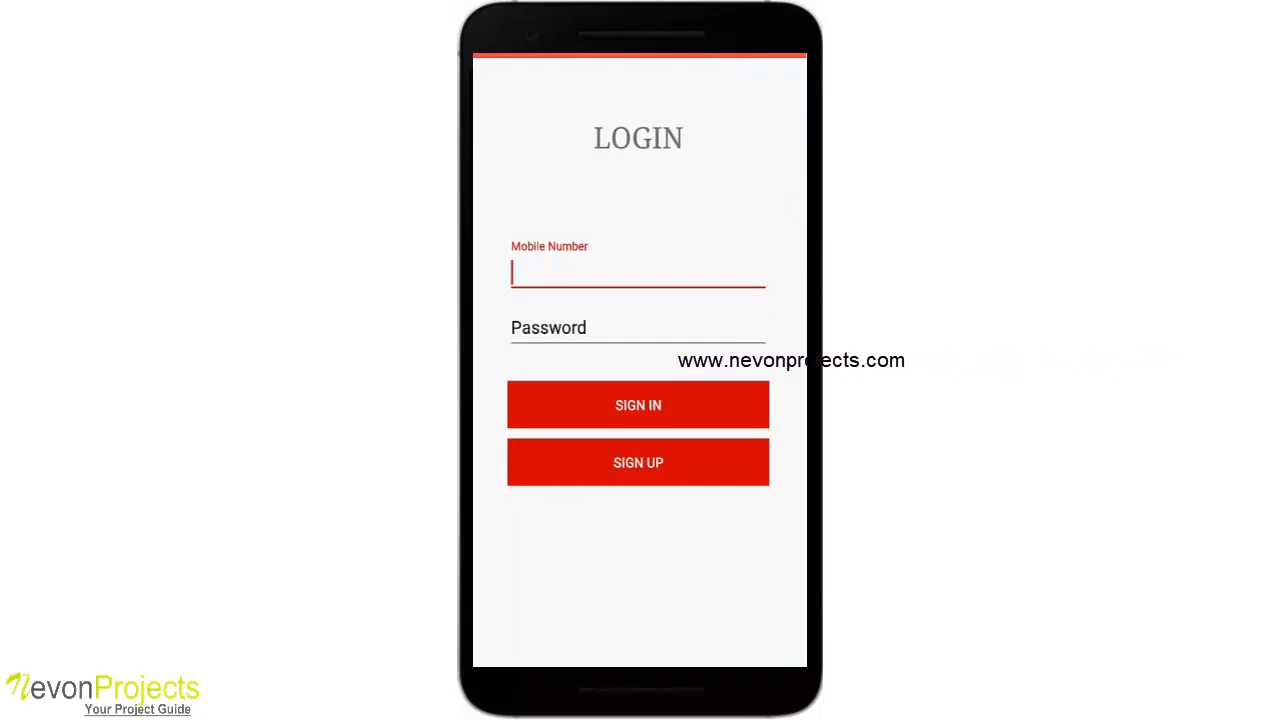 LOGIN
Mobile Number
Password
www.nevonprojects.com
SIGN IN
SIGN UP
NevonProjects
Your Project Guide